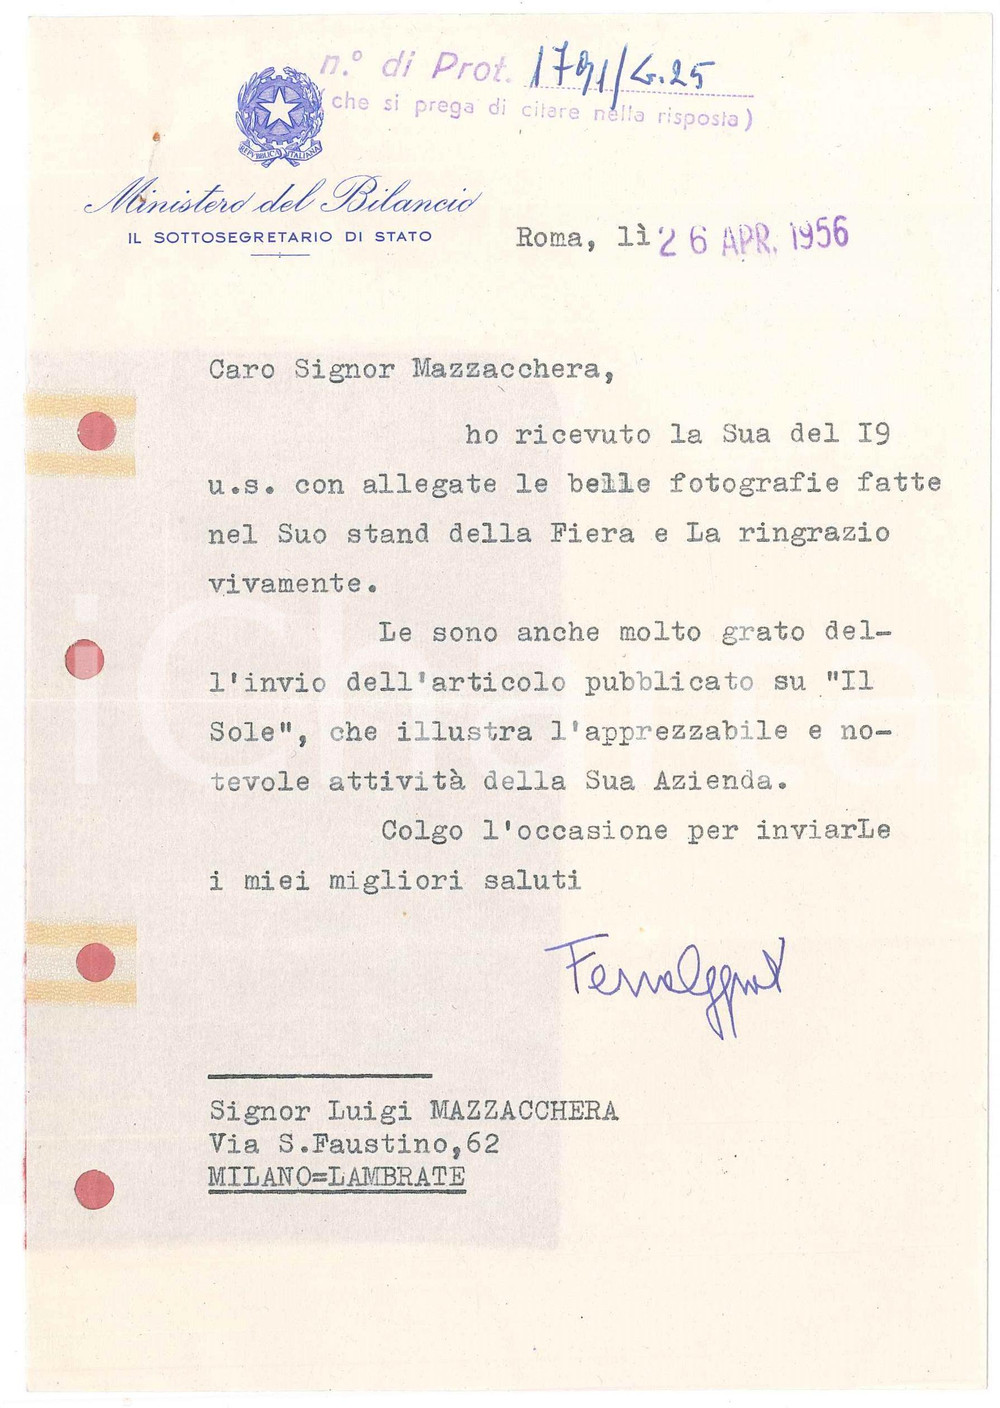 n.º di Prot. 1791/G.25
(che si prega di citare nella risposta)
REPVBBLICA ITALIANA
Ministero del Bilancio
IL SOTTOSEGRETARIO DI STATO
Roma, lì 26 APR. 1956
Caro Signor Mazzacchera,
ho ricevuto la Sua del I9
u.s. con allegate le belle fotografie fatte
nel Suo stand della Fiera e La ringrazio
vivamente.
Le sono anche molto grato del-
l'invio dell'articolo pubblicato su "Il
Sole", che illustra l'apprezzabile e no-
tevole attività della Sua Azienda.
Colgo l'occasione per inviarLe
i miei migliori saluti
Signor Luigi MAZZACCHERA
Via S.Faustino,62
MILANO=LAMBRATE
iCharta